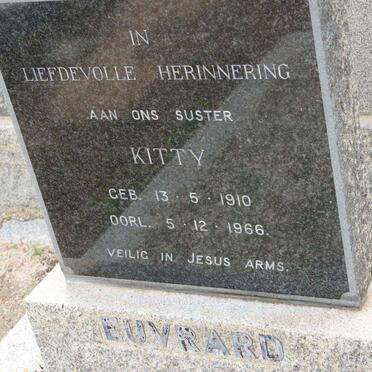 IN
LIEFDEVOLLE HERINNERING
AAN ONS SUSTER
KITTY
GEB. 13·5·1910
OORL. 5·12·1966.
VEILIG IN JESUS ARMS.
EUVRARD